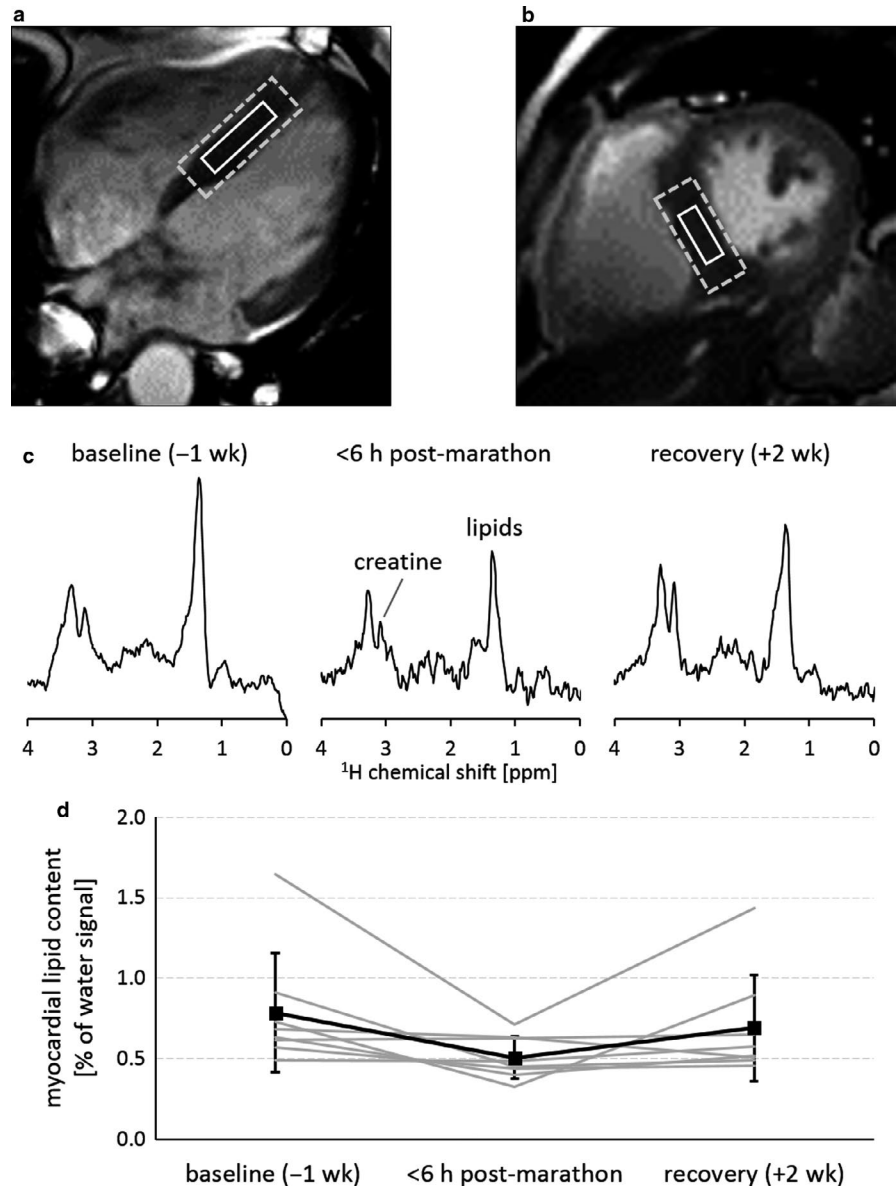 a
b
c
baseline (−1 wk)
<6 h post-marathon
recovery (+2 wk)
creatine
lipids
4 3 2 1 0
4 3 2 1 0
4 3 2 1 0
¹H chemical shift [ppm]
d
myocardial lipid content
[% of water signal]
2.0
1.5
1.0
0.5
0.0
baseline (−1 wk)
<6 h post-marathon
recovery (+2 wk)